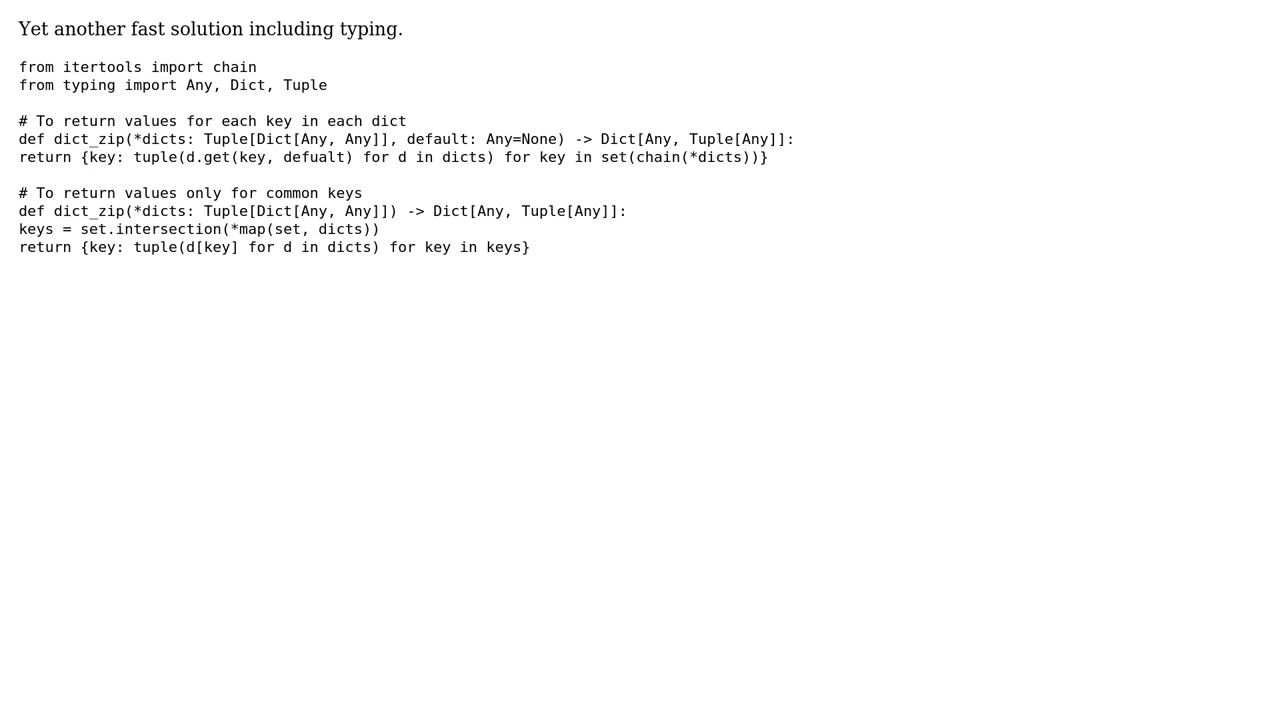 Yet another fast solution including typing.
from itertools import chain
from typing import Any, Dict, Tuple
# To return values for each key in each dict
def dict_zip(*dicts: Tuple[Dict[Any, Any]], default: Any=None) -> Dict[Any, Tuple[Any]]:
return {key: tuple(d.get(key, defualt) for d in dicts) for key in set(chain(*dicts))}
# To return values only for common keys
def dict_zip(*dicts: Tuple[Dict[Any, Any]]) -> Dict[Any, Tuple[Any]]:
keys = set.intersection(*map(set, dicts))
return {key: tuple(d[key] for d in dicts) for key in keys}